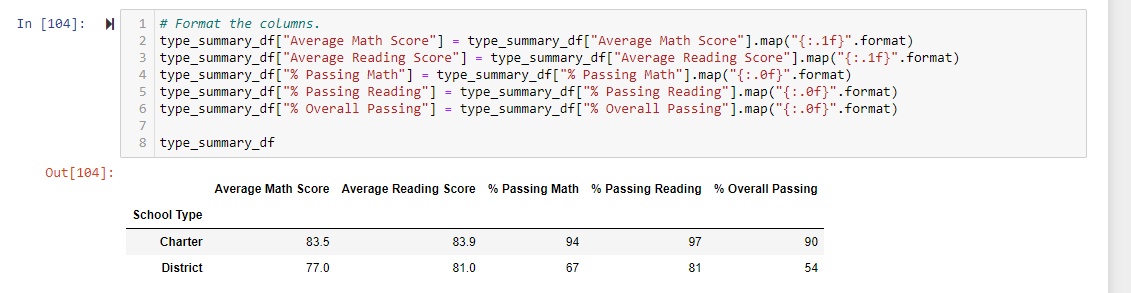 In [104]:
1 # Format the columns.
2 type_summary_df["Average Math Score"] = type_summary_df["Average Math Score"].map("{:.1f}".format)
3 type_summary_df["Average Reading Score"] = type_summary_df["Average Reading Score"].map("{:.1f}".format)
4 type_summary_df["% Passing Math"] = type_summary_df["% Passing Math"].map("{:.0f}".format)
5 type_summary_df["% Passing Reading"] = type_summary_df["% Passing Reading"].map("{:.0f}".format)
6 type_summary_df["% Overall Passing"] = type_summary_df["% Overall Passing"].map("{:.0f}".format)
7
8 type_summary_df
Out[104]:
Average Math Score Average Reading Score % Passing Math % Passing Reading % Overall Passing
School Type
Charter 83.5 83.9 94 97 90
District 77.0 81.0 67 81 54